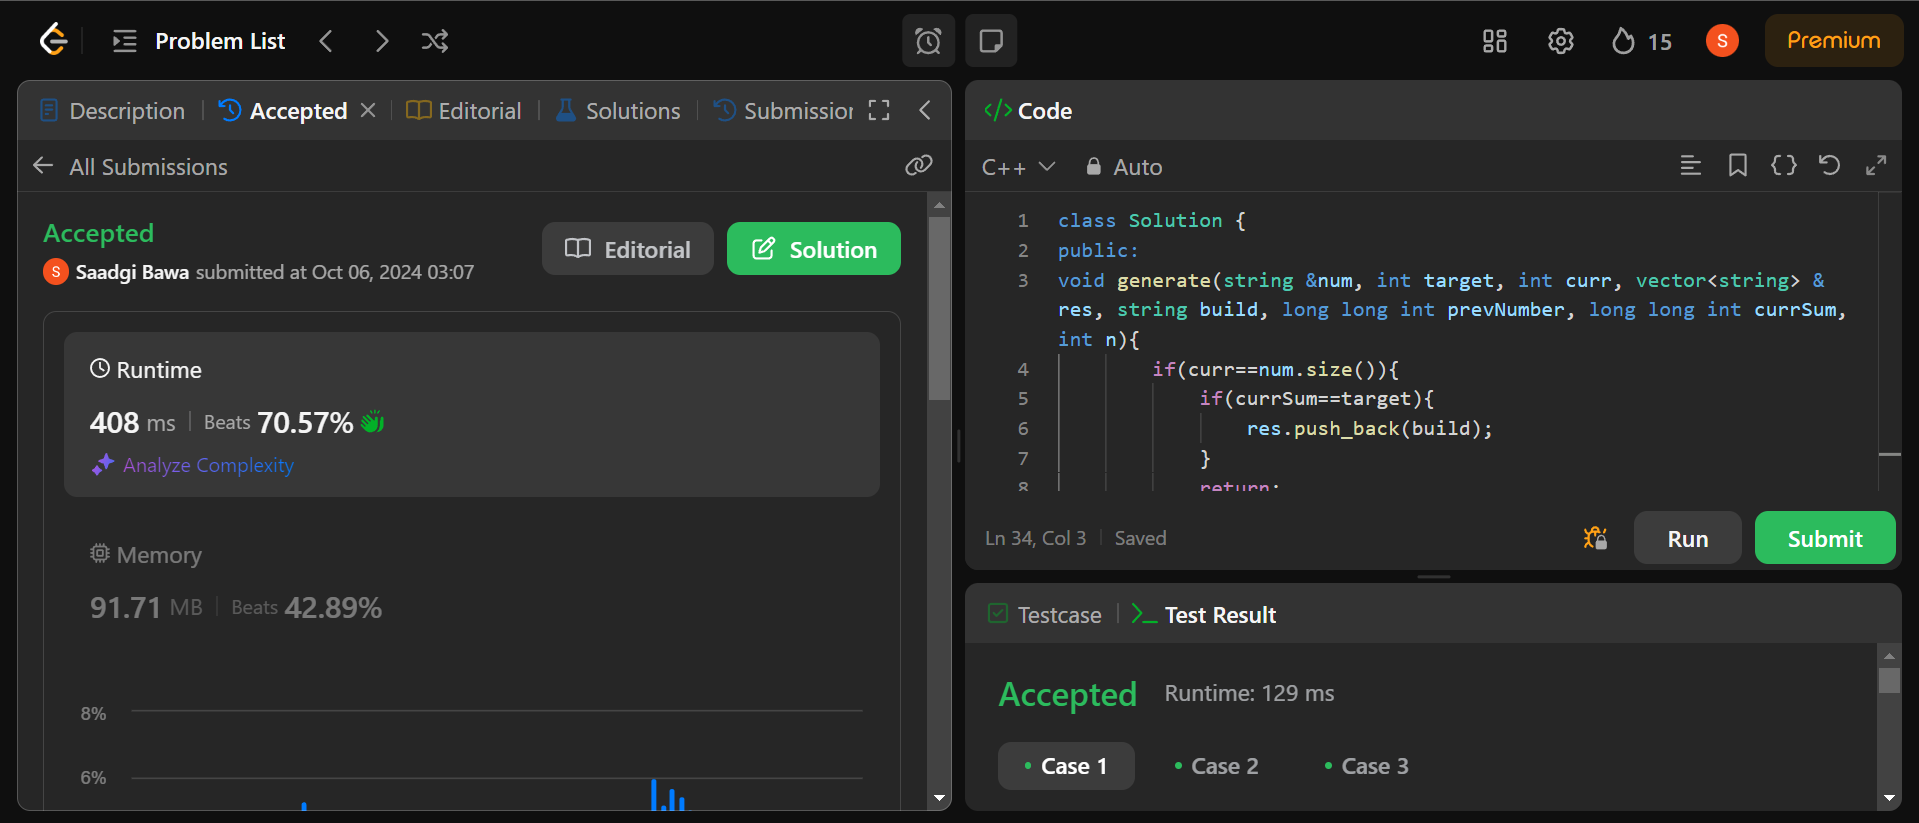 Problem List
15
S
Premium
Description
Accepted
Editorial
Solutions
Submission
All Submissions
Accepted
S Saadgi Bawa submitted at Oct 06, 2024 03:07
Editorial
Solution
Runtime
408 ms
Beats 70.57%
Analyze Complexity
Memory
91.71 MB
Beats 42.89%
8%
6%
</> Code
C++
Auto
1 class Solution {
2 public:
3 void generate(string &num, int target, int curr, vector<string> &
res, string build, long long int prevNumber, long long int currSum,
int n){
4 if(curr==num.size()){
5 if(currSum==target){
6 res.push_back(build);
7 }
8 return;
Ln 34, Col 3
Saved
Run
Submit
Testcase
Test Result
Accepted
Runtime: 129 ms
Case 1
Case 2
Case 3